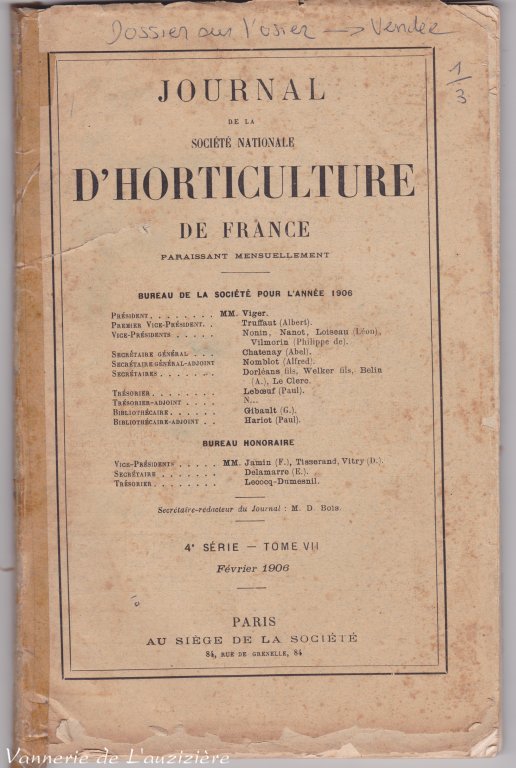 Dossier sur l'osier → Vendée
1/3
JOURNAL
DE LA
SOCIÉTÉ NATIONALE
D'HORTICULTURE
DE FRANCE
PARAISSANT MENSUELLEMENT
BUREAU DE LA SOCIÉTÉ POUR L'ANNÉE 1906
PRÉSIDENT. . . . . . . . MM. Viger.
PREMIER VICE-PRÉSIDENT. . Truffaut (Albert).
VICE-PRÉSIDENTS . . . . . Nonin, Nanot, Loiseau (Léon),
Vilmorin (Philippe de).
SECRÉTAIRE GÉNÉRAL . . . Chatenay (Abel).
SECRÉTAIRE GÉNÉRAL-ADJOINT Nomblot (Alfred).
SECRÉTAIRES . . . . . . . Dorléans fils, Welker fils, Belin
(A.), Le Clerc.
TRÉSORIER . . . . . . . . Lebœuf (Paul).
TRÉSORIER-ADJOINT . . . . N...
BIBLIOTHÉCAIRE . . . . . . Gibault (G.).
BIBLIOTHÉCAIRE-ADJOINT . . Hariot (Paul).
BUREAU HONORAIRE
VICE-PRÉSIDENTS . . . . . MM. Jamin (F.), Tisserand, Vitry (D.).
SECRÉTAIRE . . . . . . . . Delamarre (E.).
TRÉSORIER . . . . . . . . Lecocq-Dumesnil.
Secrétaire-rédacteur du Journal : M. D. Bois.
4e SÉRIE — TOME VII
Février 1906
PARIS
AU SIÈGE DE LA SOCIÉTÉ
84, RUE DE GRENELLE, 84
Vannerie de L'auzizière